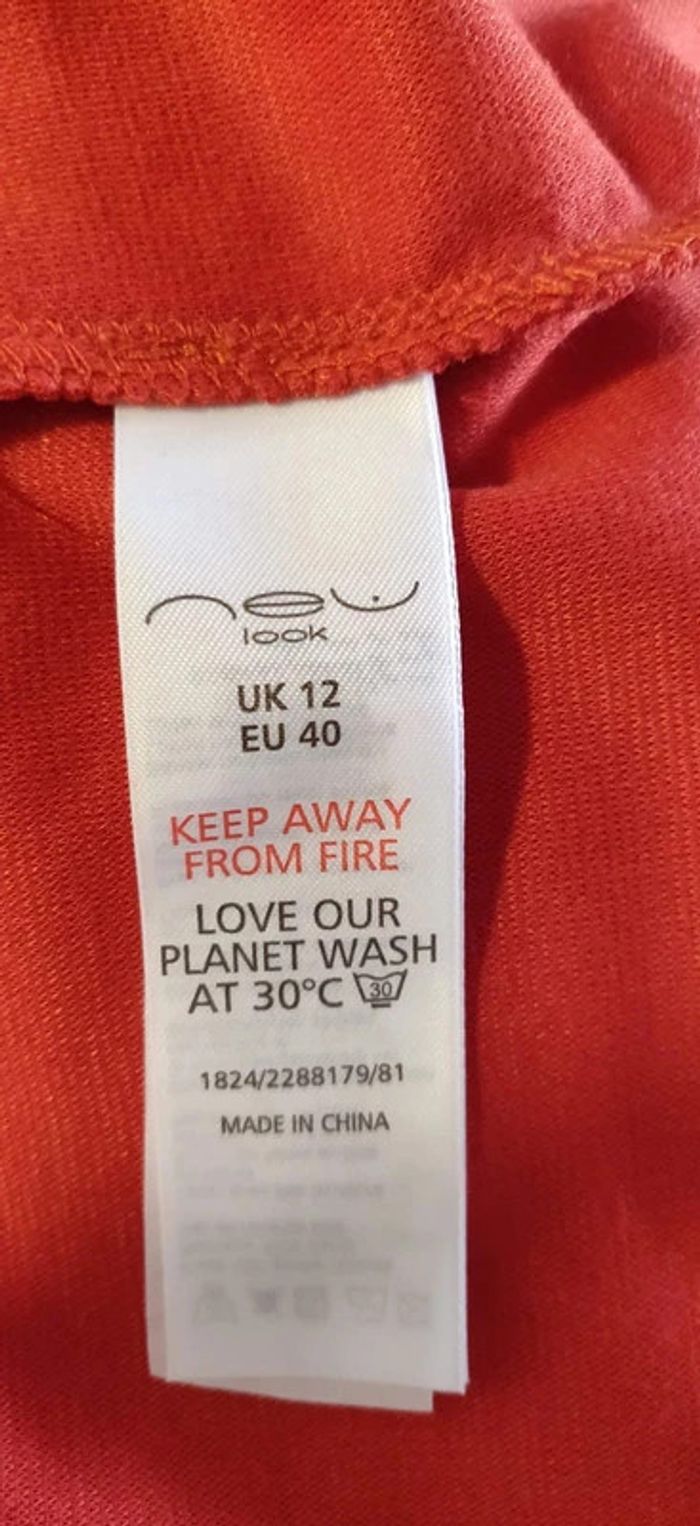 new
look
UK 12
EU 40
KEEP AWAY
FROM FIRE
LOVE OUR
PLANET WASH
AT 30°C 30
1824/2288179/81
MADE IN CHINA